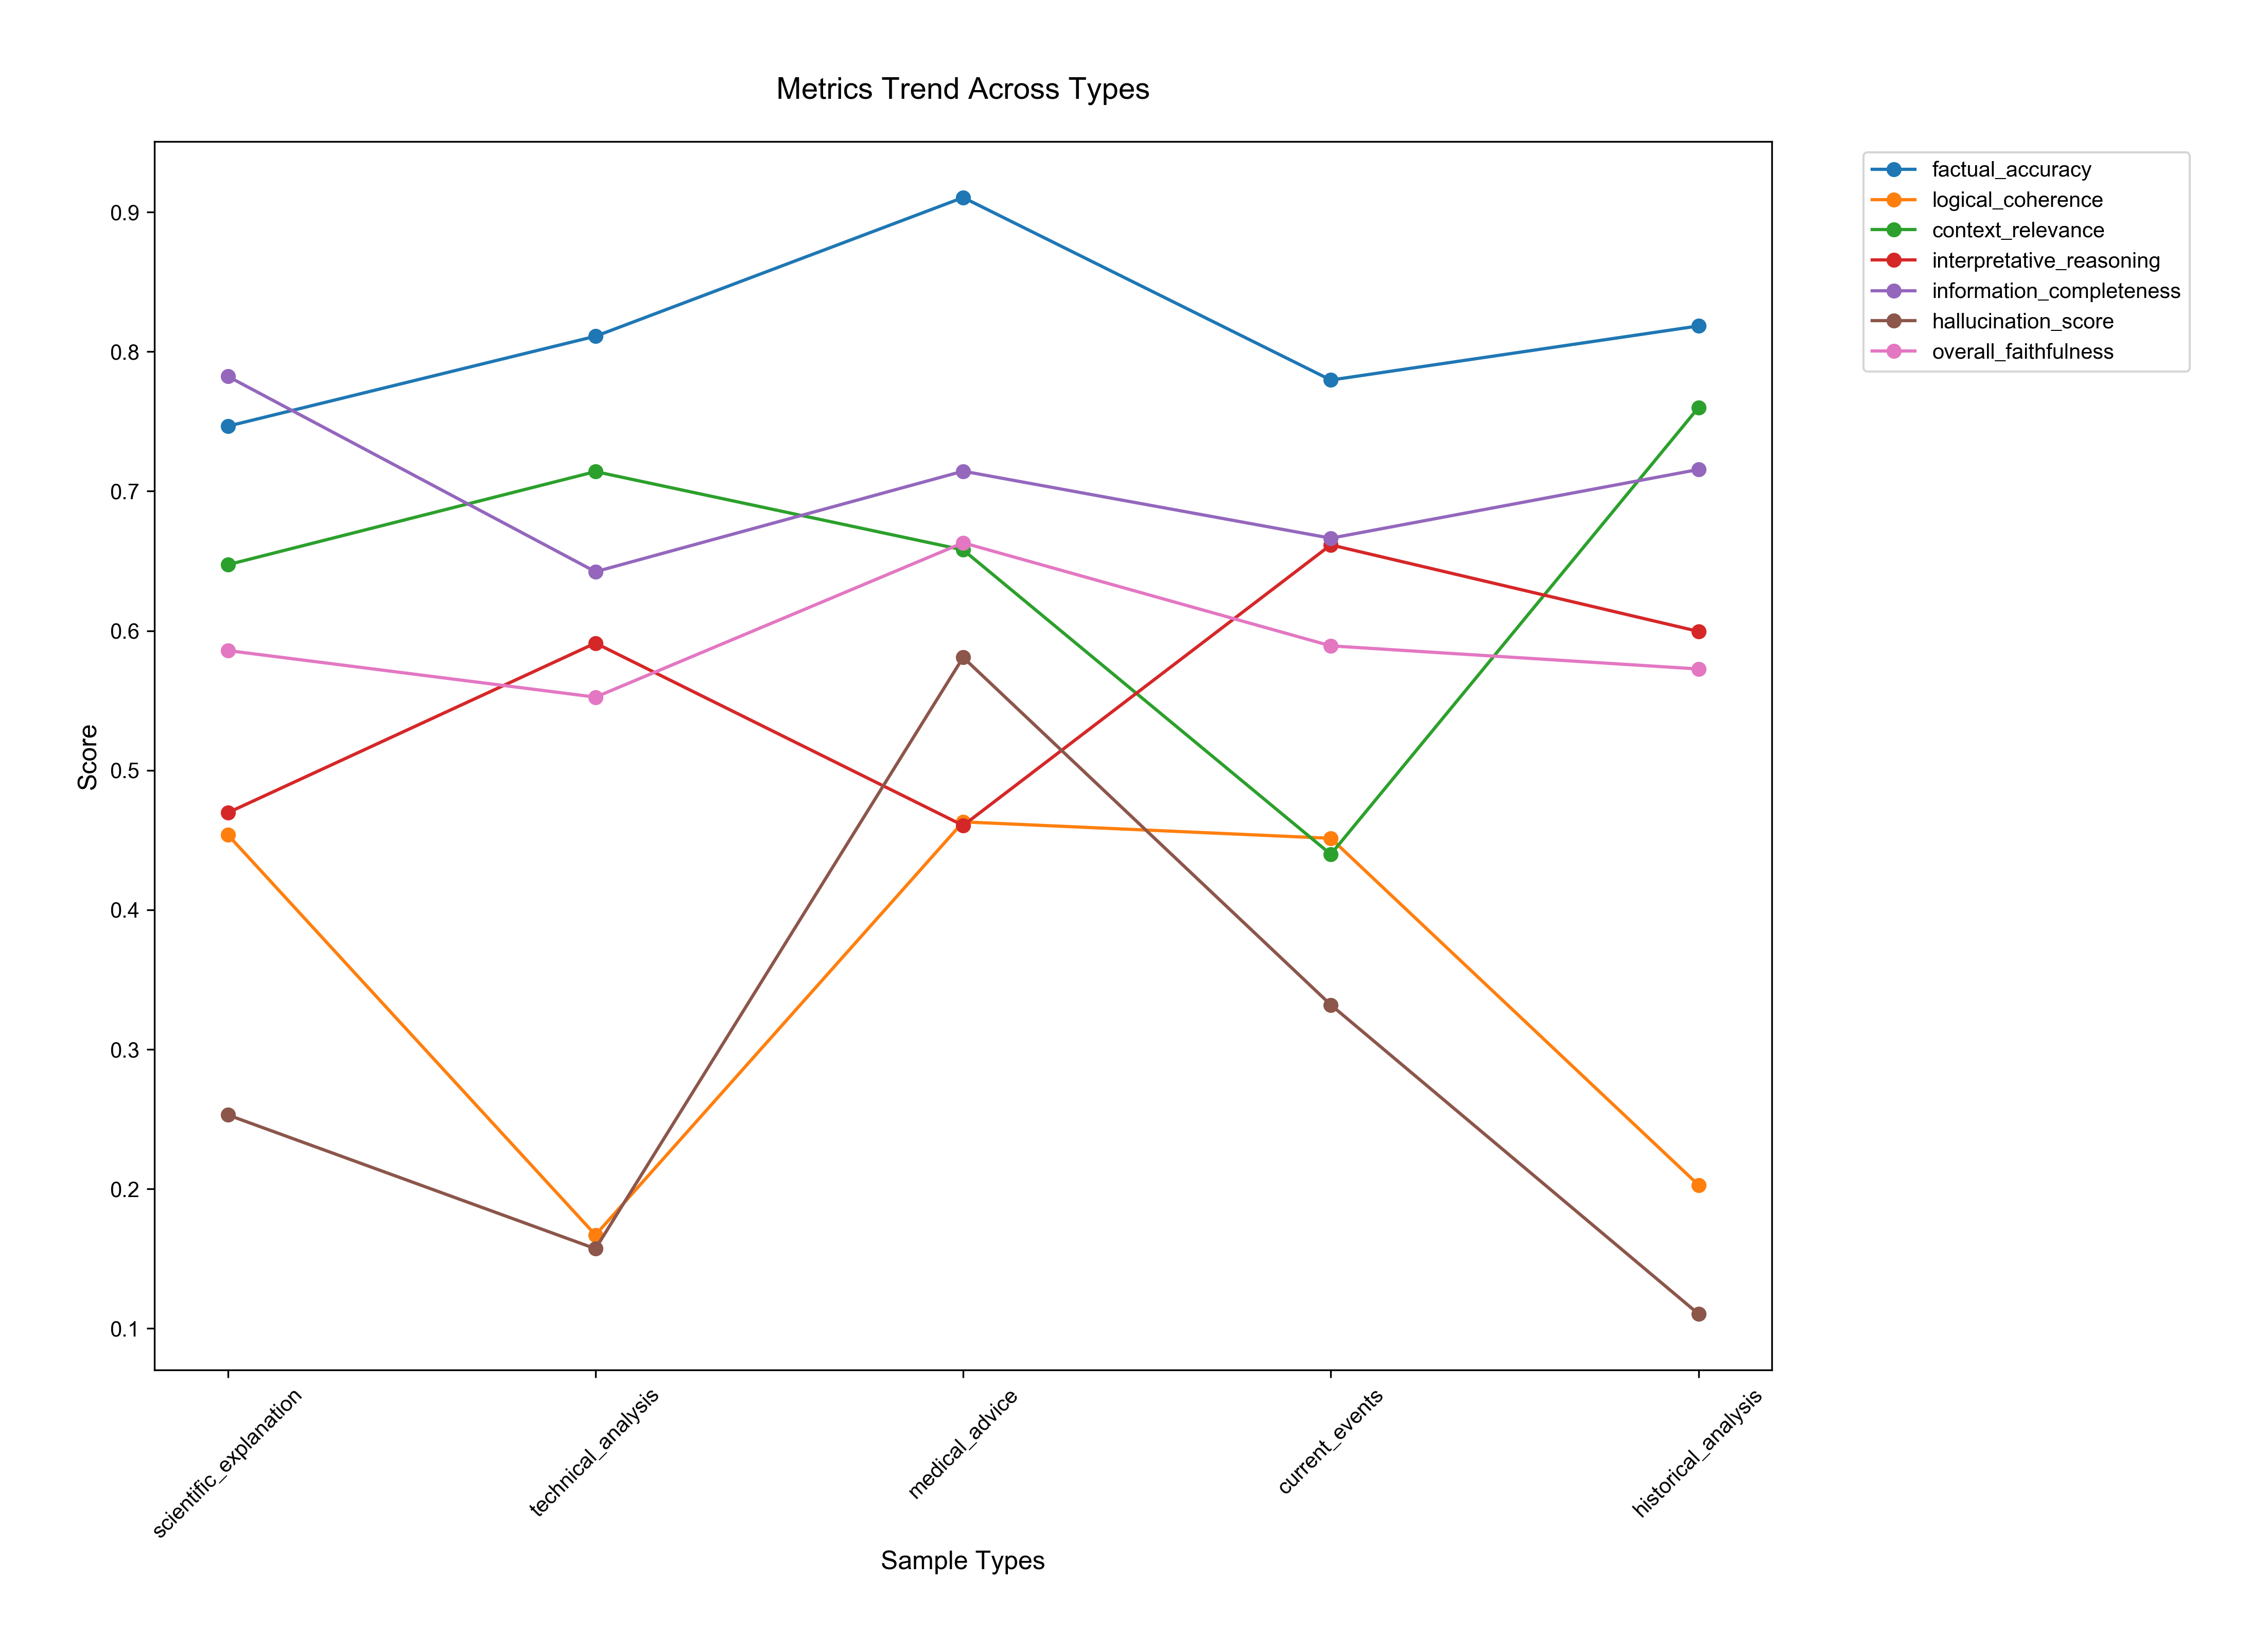 Metrics Trend Across Types
factual_accuracy
logical_coherence
context_relevance
interpretative_reasoning
information_completeness
hallucination_score
overall_faithfulness
Score
0.9
0.8
0.7
0.6
0.5
0.4
0.3
0.2
0.1
scientific_explanation
technical_analysis
medical_advice
current_events
historical_analysis
Sample Types